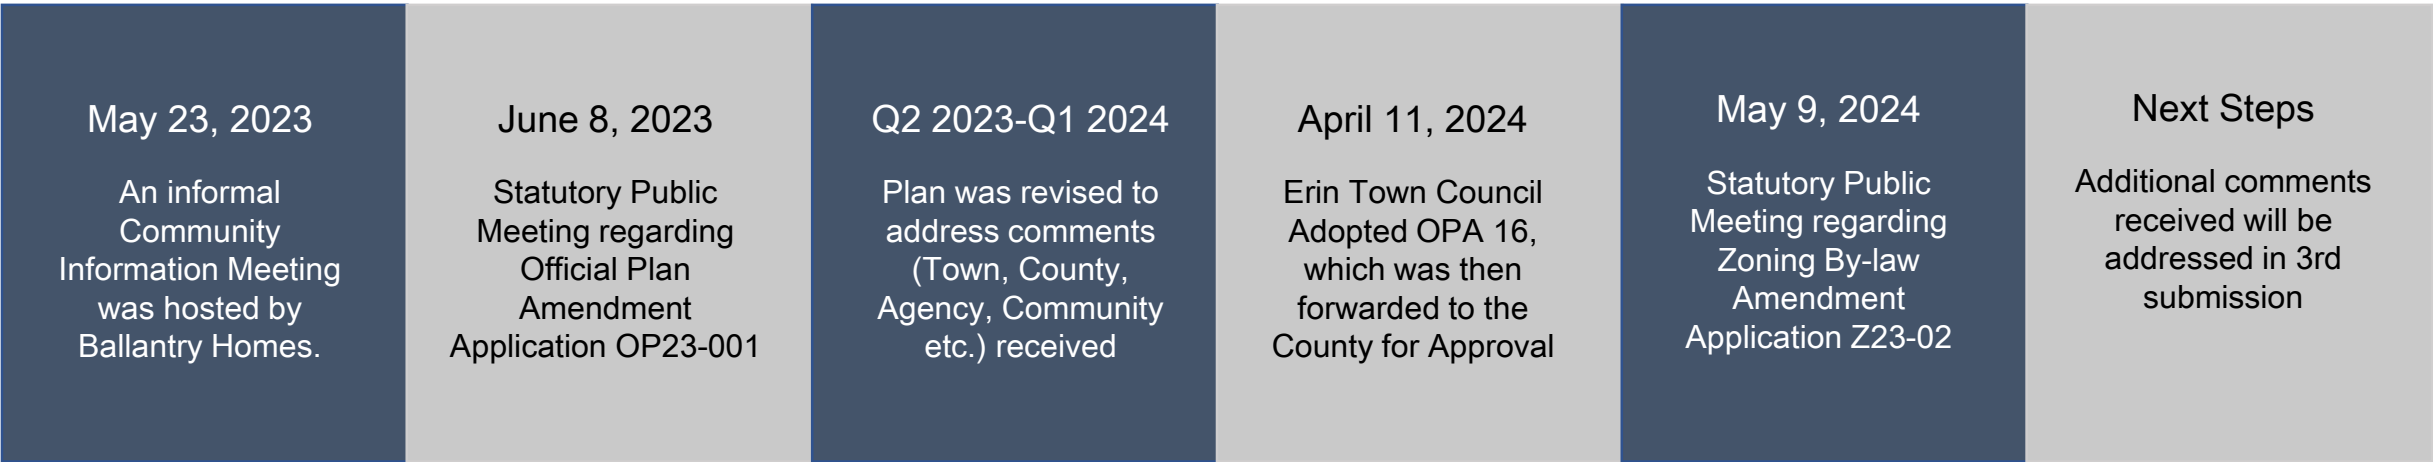 May 23, 2023
An informal
Community
Information Meeting
was hosted by
Ballantry Homes.
June 8, 2023
Statutory Public
Meeting regarding
Official Plan
Amendment
Application OP23-001
Q2 2023-Q1 2024
Plan was revised to
address comments
(Town, County,
Agency, Community
etc.) received
April 11, 2024
Erin Town Council
Adopted OPA 16,
which was then
forwarded to the
County for Approval
May 9, 2024
Statutory Public
Meeting regarding
Zoning By-law
Amendment
Application Z23-02
Next Steps
Additional comments
received will be
addressed in 3rd
submission